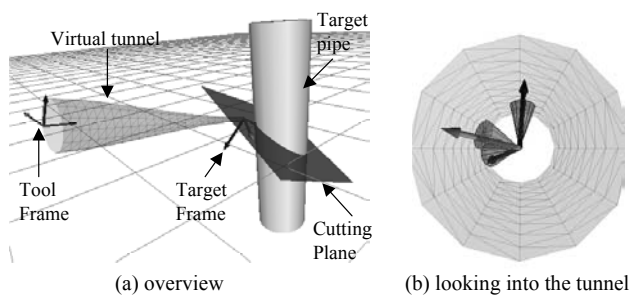 Virtual tunnel
Target
pipe
Tool
Frame
Target
Frame
Cutting
Plane
(a) overview
(b) looking into the tunnel